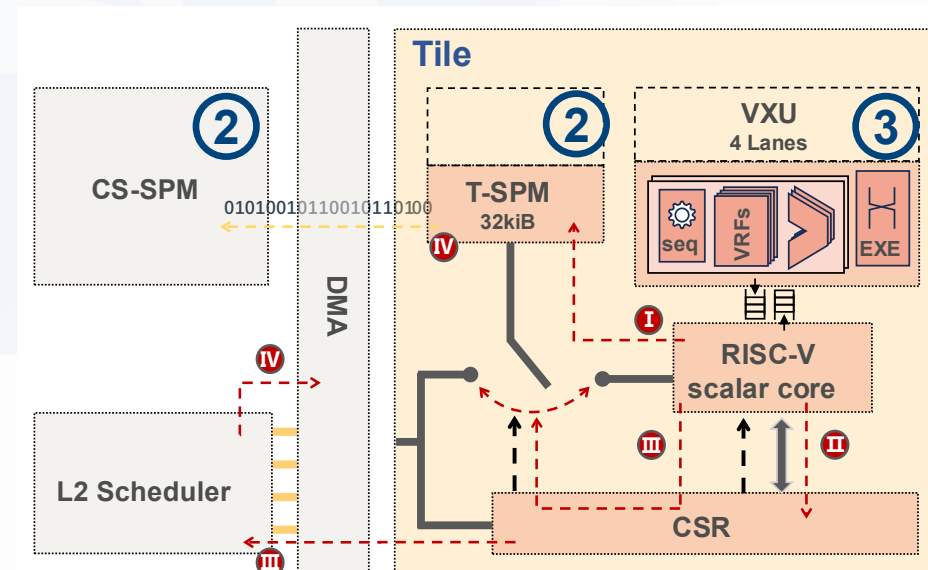 Tile
2
CS-SPM
01010010110010110100
DMA
2
T-SPM
32kiB
IV
VXU
4 Lanes
3
seq
VRFs
EXE
I
RISC-V
scalar core
IV
III
II
L2 Scheduler
CSR
III